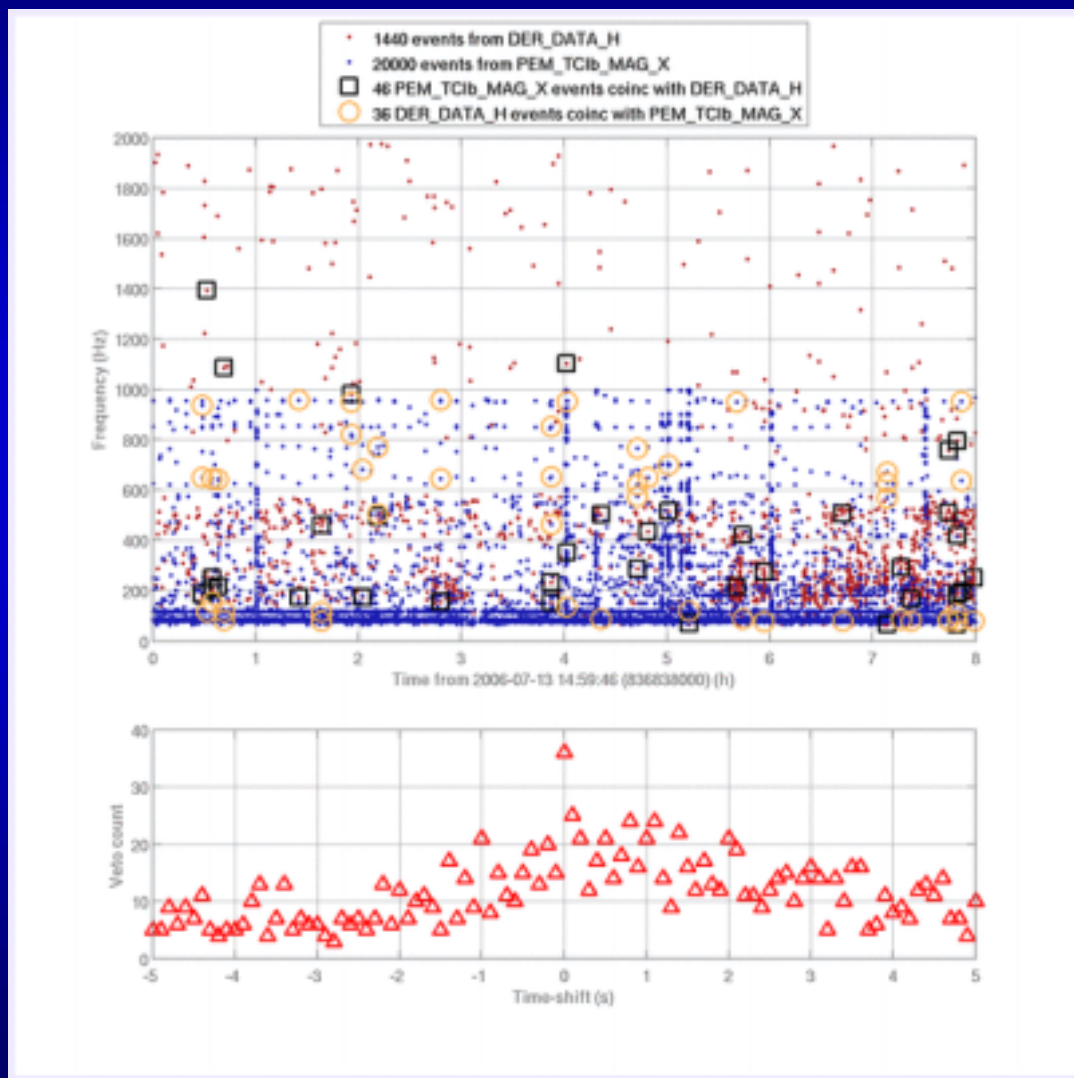 1440 events from DER_DATA_H
20000 events from PEM_TCIb_MAG_X
46 PEM_TCIb_MAG_X events coinc with DER_DATA_H
36 DER_DATA_H events coinc with PEM_TCIb_MAG_X
2000
1800
1600
1400
1200
1000
800
600
400
200
0
Frequency (Hz)
0 1 2 3 4 5 6 7 8
Time from 2006-07-13 14:59:46 (836838000) (h)
40
30
20
10
0
Veto count
-5 -4 -3 -2 -1 0 1 2 3 4 5
Time-shift (s)